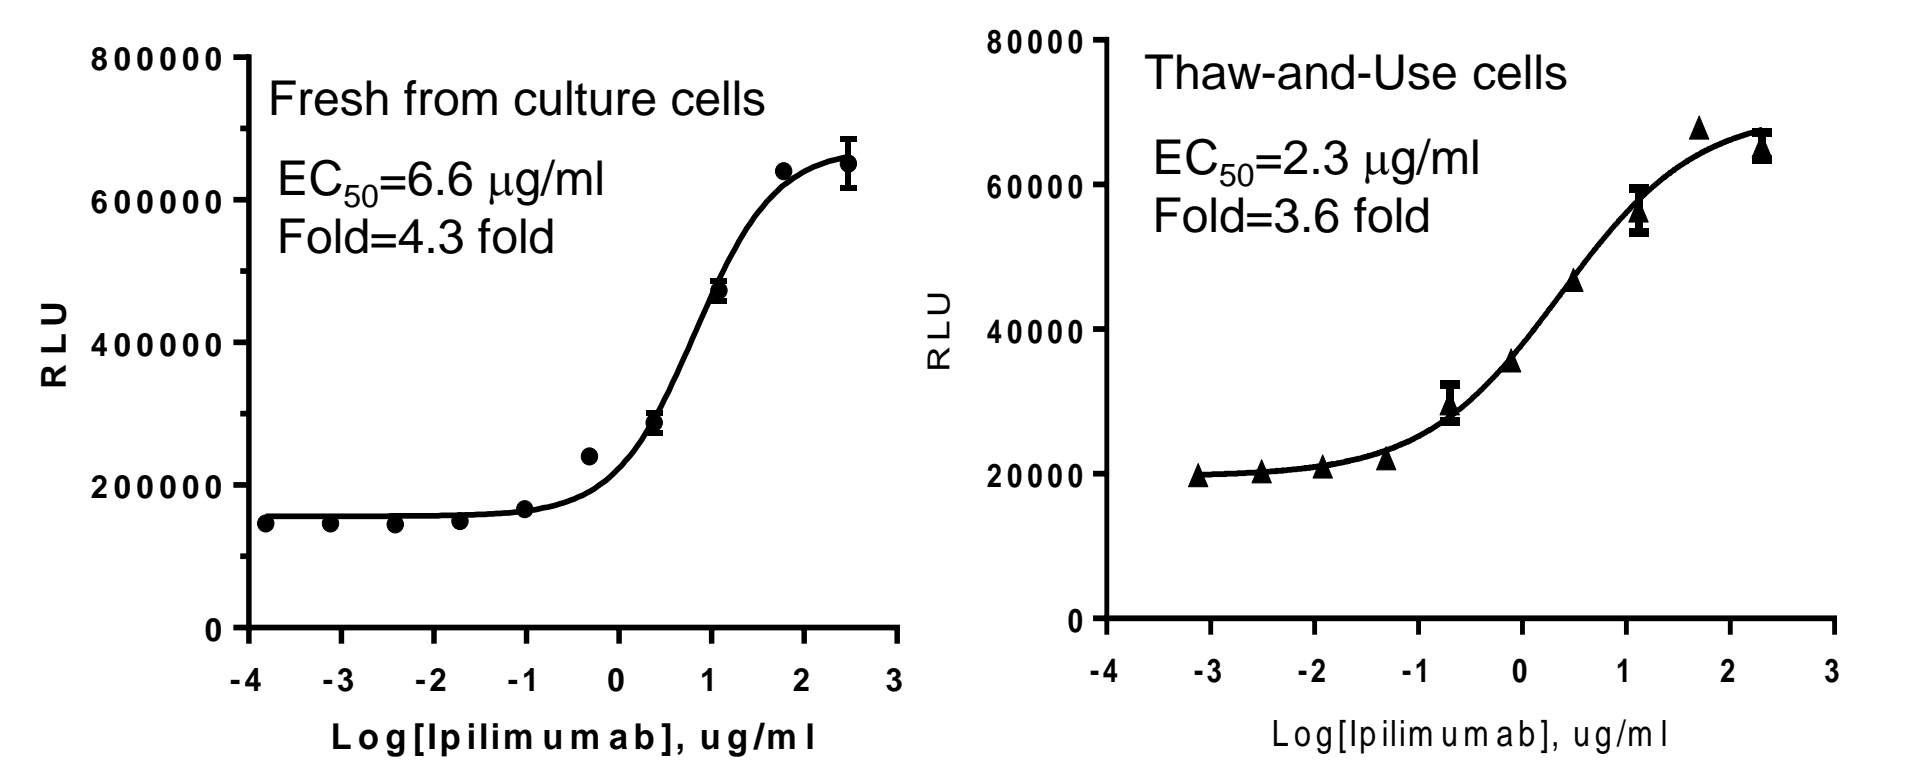 800000
600000
400000
200000
0
RLU
Fresh from culture cells
EC50=6.6 μg/ml
Fold=4.3 fold
-4 -3 -2 -1 0 1 2 3
Log[Ipilimumab], ug/ml
80000
60000
40000
20000
0
RLU
Thaw-and-Use cells
EC50=2.3 μg/ml
Fold=3.6 fold
-4 -3 -2 -1 0 1 2 3
Log[Ipilimumab], ug/ml